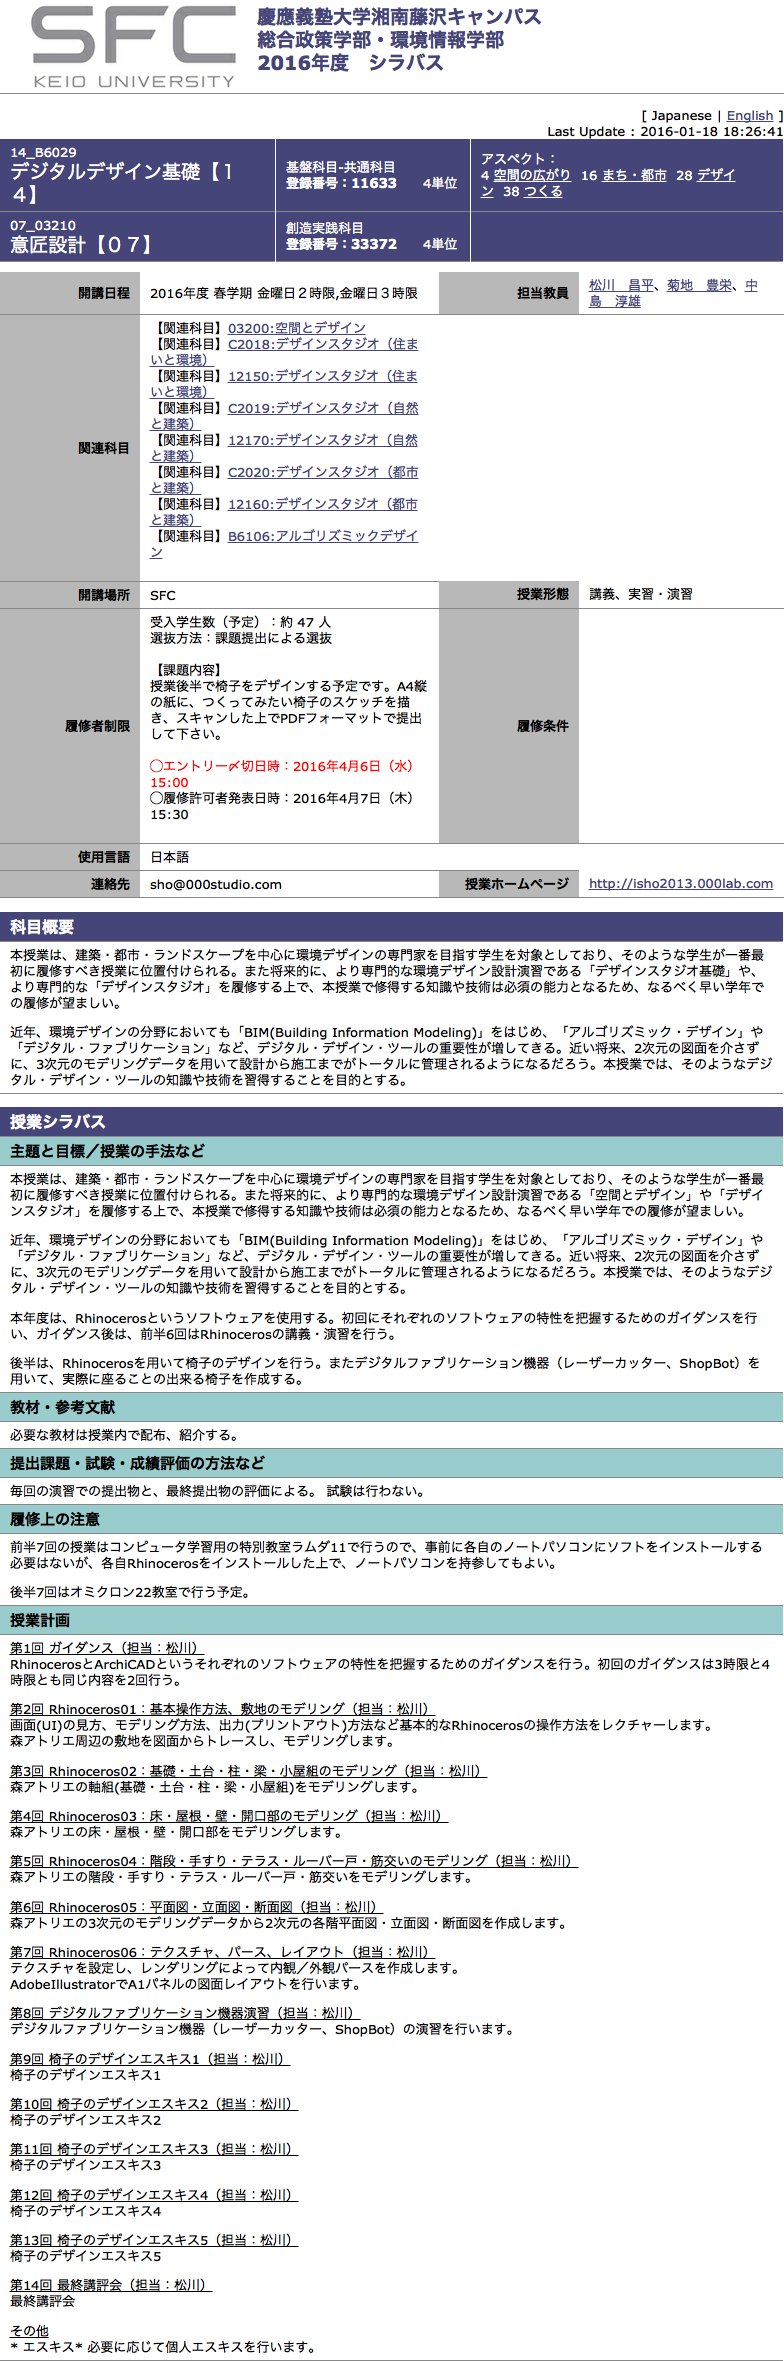 SFC
KEIO UNIVERSITY
慶應義塾大学湘南藤沢キャンパス
総合政策学部・環境情報学部
2016年度　シラバス
[ Japanese | English ]
Last Update : 2016-01-18 18:26:41
14_B6029
デジタルデザイン基礎【１
４】
基盤科目-共通科目
登録番号：11633　　4単位
アスペクト：
4 空間の広がり  16 まち・都市  28 デザイ
ン  38 つくる
07_03210
意匠設計【０７】
創造実践科目
登録番号：33372　　4単位
開講日程
2016年度 春学期 金曜日２時限,金曜日３時限
担当教員
松川　昌平、菊地　豊栄、中
島　淳雄
関連科目
【関連科目】03200:空間とデザイン
【関連科目】C2018:デザインスタジオ（住ま
いと環境）
【関連科目】12150:デザインスタジオ（住ま
いと環境）
【関連科目】C2019:デザインスタジオ（自然
と建築）
【関連科目】12170:デザインスタジオ（自然
と建築）
【関連科目】C2020:デザインスタジオ（都市
と建築）
【関連科目】12160:デザインスタジオ（都市
と建築）
【関連科目】B6106:アルゴリズミックデザイ
ン
開講場所
SFC
授業形態
講義、実習・演習
履修者制限
受入学生数（予定）：約 47 人
選抜方法：課題提出による選抜
【課題内容】
授業後半で椅子をデザインする予定です。A4縦
の紙に、つくってみたい椅子のスケッチを描
き、スキャンした上でPDFフォーマットで提出
して下さい。
◯エントリー〆切日時：2016年4月6日（水）
15:00
◯履修許可者発表日時：2016年4月7日（木）
15:30
履修条件
使用言語
日本語
連絡先
sho@000studio.com
授業ホームページ
http://isho2013.000lab.com
科目概要
本授業は、建築・都市・ランドスケープを中心に環境デザインの専門家を目指す学生を対象としており、そのような学生が一番最
初に履修すべき授業に位置付けられる。また将来的に、より専門的な環境デザイン設計演習である「デザインスタジオ基礎」や、
より専門的な「デザインスタジオ」を履修する上で、本授業で修得する知識や技術は必須の能力となるため、なるべく早い学年で
の履修が望ましい。
近年、環境デザインの分野においても「BIM(Building Information Modeling)」をはじめ、「アルゴリズミック・デザイン」や
「デジタル・ファブリケーション」など、デジタル・デザイン・ツールの重要性が増してきる。近い将来、2次元の図面を介さず
に、3次元のモデリングデータを用いて設計から施工までがトータルに管理されるようになるだろう。本授業では、そのようなデジ
タル・デザイン・ツールの知識や技術を習得することを目的とする。
授業シラバス
主題と目標／授業の手法など
本授業は、建築・都市・ランドスケープを中心に環境デザインの専門家を目指す学生を対象としており、そのような学生が一番最
初に履修すべき授業に位置付けられる。また将来的に、より専門的な環境デザイン設計演習である「空間とデザイン」や「デザイ
ンスタジオ」を履修する上で、本授業で修得する知識や技術は必須の能力となるため、なるべく早い学年での履修が望ましい。
近年、環境デザインの分野においても「BIM(Building Information Modeling)」をはじめ、「アルゴリズミック・デザイン」や
「デジタル・ファブリケーション」など、デジタル・デザイン・ツールの重要性が増してきる。近い将来、2次元の図面を介さず
に、3次元のモデリングデータを用いて設計から施工までがトータルに管理されるようになるだろう。本授業では、そのようなデジ
タル・デザイン・ツールの知識や技術を習得することを目的とする。
本年度は、Rhinocerosというソフトウェアを使用する。初回にそれぞれのソフトウェアの特性を把握するためのガイダンスを行
い、ガイダンス後は、前半6回はRhinocerosの講義・演習を行う。
後半は、Rhinocerosを用いて椅子のデザインを行う。またデジタルファブリケーション機器（レーザーカッター、ShopBot）を
用いて、実際に座ることの出来る椅子を作成する。
教材・参考文献
必要な教材は授業内で配布、紹介する。
提出課題・試験・成績評価の方法など
毎回の演習での提出物と、最終提出物の評価による。 試験は行わない。
履修上の注意
前半7回の授業はコンピュータ学習用の特別教室ラムダ11で行うので、事前に各自のノートパソコンにソフトをインストールする
必要はないが、各自Rhinocerosをインストールした上で、ノートパソコンを持参してもよい。
後半7回はオミクロン22教室で行う予定。
授業計画
第1回 ガイダンス（担当：松川）
RhinocerosとArchiCADというそれぞれのソフトウェアの特性を把握するためのガイダンスを行う。初回のガイダンスは3時限と4
時限とも同じ内容を2回行う。
第2回 Rhinoceros01：基本操作方法、敷地のモデリング（担当：松川）
画面(UI)の見方、モデリング方法、出力(プリントアウト)方法など基本的なRhinocerosの操作方法をレクチャーします。
森アトリエ周辺の敷地を図面からトレースし、モデリングします。
第3回 Rhinoceros02：基礎・土台・柱・梁・小屋組のモデリング（担当：松川）
森アトリエの軸組(基礎・土台・柱・梁・小屋組)をモデリングします。
第4回 Rhinoceros03：床・屋根・壁・開口部のモデリング（担当：松川）
森アトリエの床・屋根・壁・開口部をモデリングします。
第5回 Rhinoceros04：階段・手すり・テラス・ルーバー戸・筋交いのモデリング（担当：松川）
森アトリエの階段・手すり・テラス・ルーバー戸・筋交いをモデリングします。
第6回 Rhinoceros05：平面図・立面図・断面図（担当：松川）
森アトリエの3次元のモデリングデータから2次元の各階平面図・立面図・断面図を作成します。
第7回 Rhinoceros06：テクスチャ、パース、レイアウト（担当：松川）
テクスチャを設定し、レンダリングによって内観／外観パースを作成します。
AdobeIllustratorでA1パネルの図面レイアウトを行います。
第8回 デジタルファブリケーション機器演習（担当：松川）
デジタルファブリケーション機器（レーザーカッター、ShopBot）の演習を行います。
第9回 椅子のデザインエスキス1（担当：松川）
椅子のデザインエスキス1
第10回 椅子のデザインエスキス2（担当：松川）
椅子のデザインエスキス2
第11回 椅子のデザインエスキス3（担当：松川）
椅子のデザインエスキス3
第12回 椅子のデザインエスキス4（担当：松川）
椅子のデザインエスキス4
第13回 椅子のデザインエスキス5（担当：松川）
椅子のデザインエスキス5
第14回 最終講評会（担当：松川）
最終講評会
その他
* エスキス* 必要に応じて個人エスキスを行います。